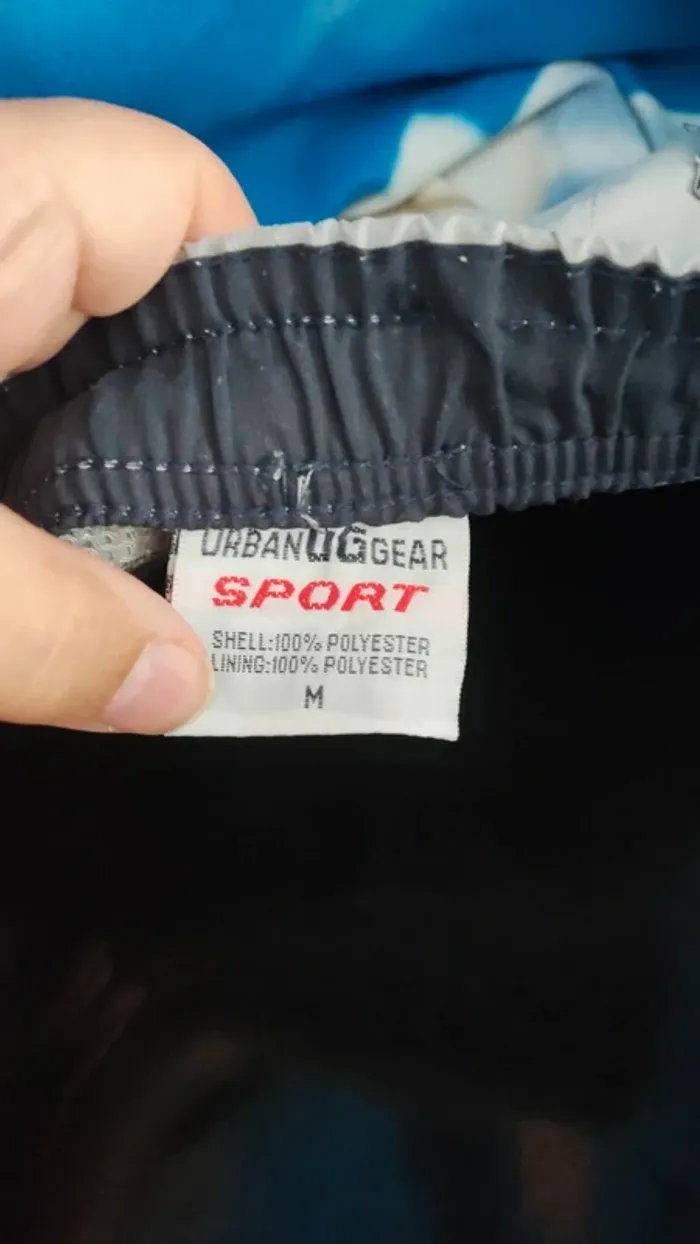 URBAN UG GEAR
SPORT
SHELL:100% POLYESTER
LINING:100% POLYESTER
M